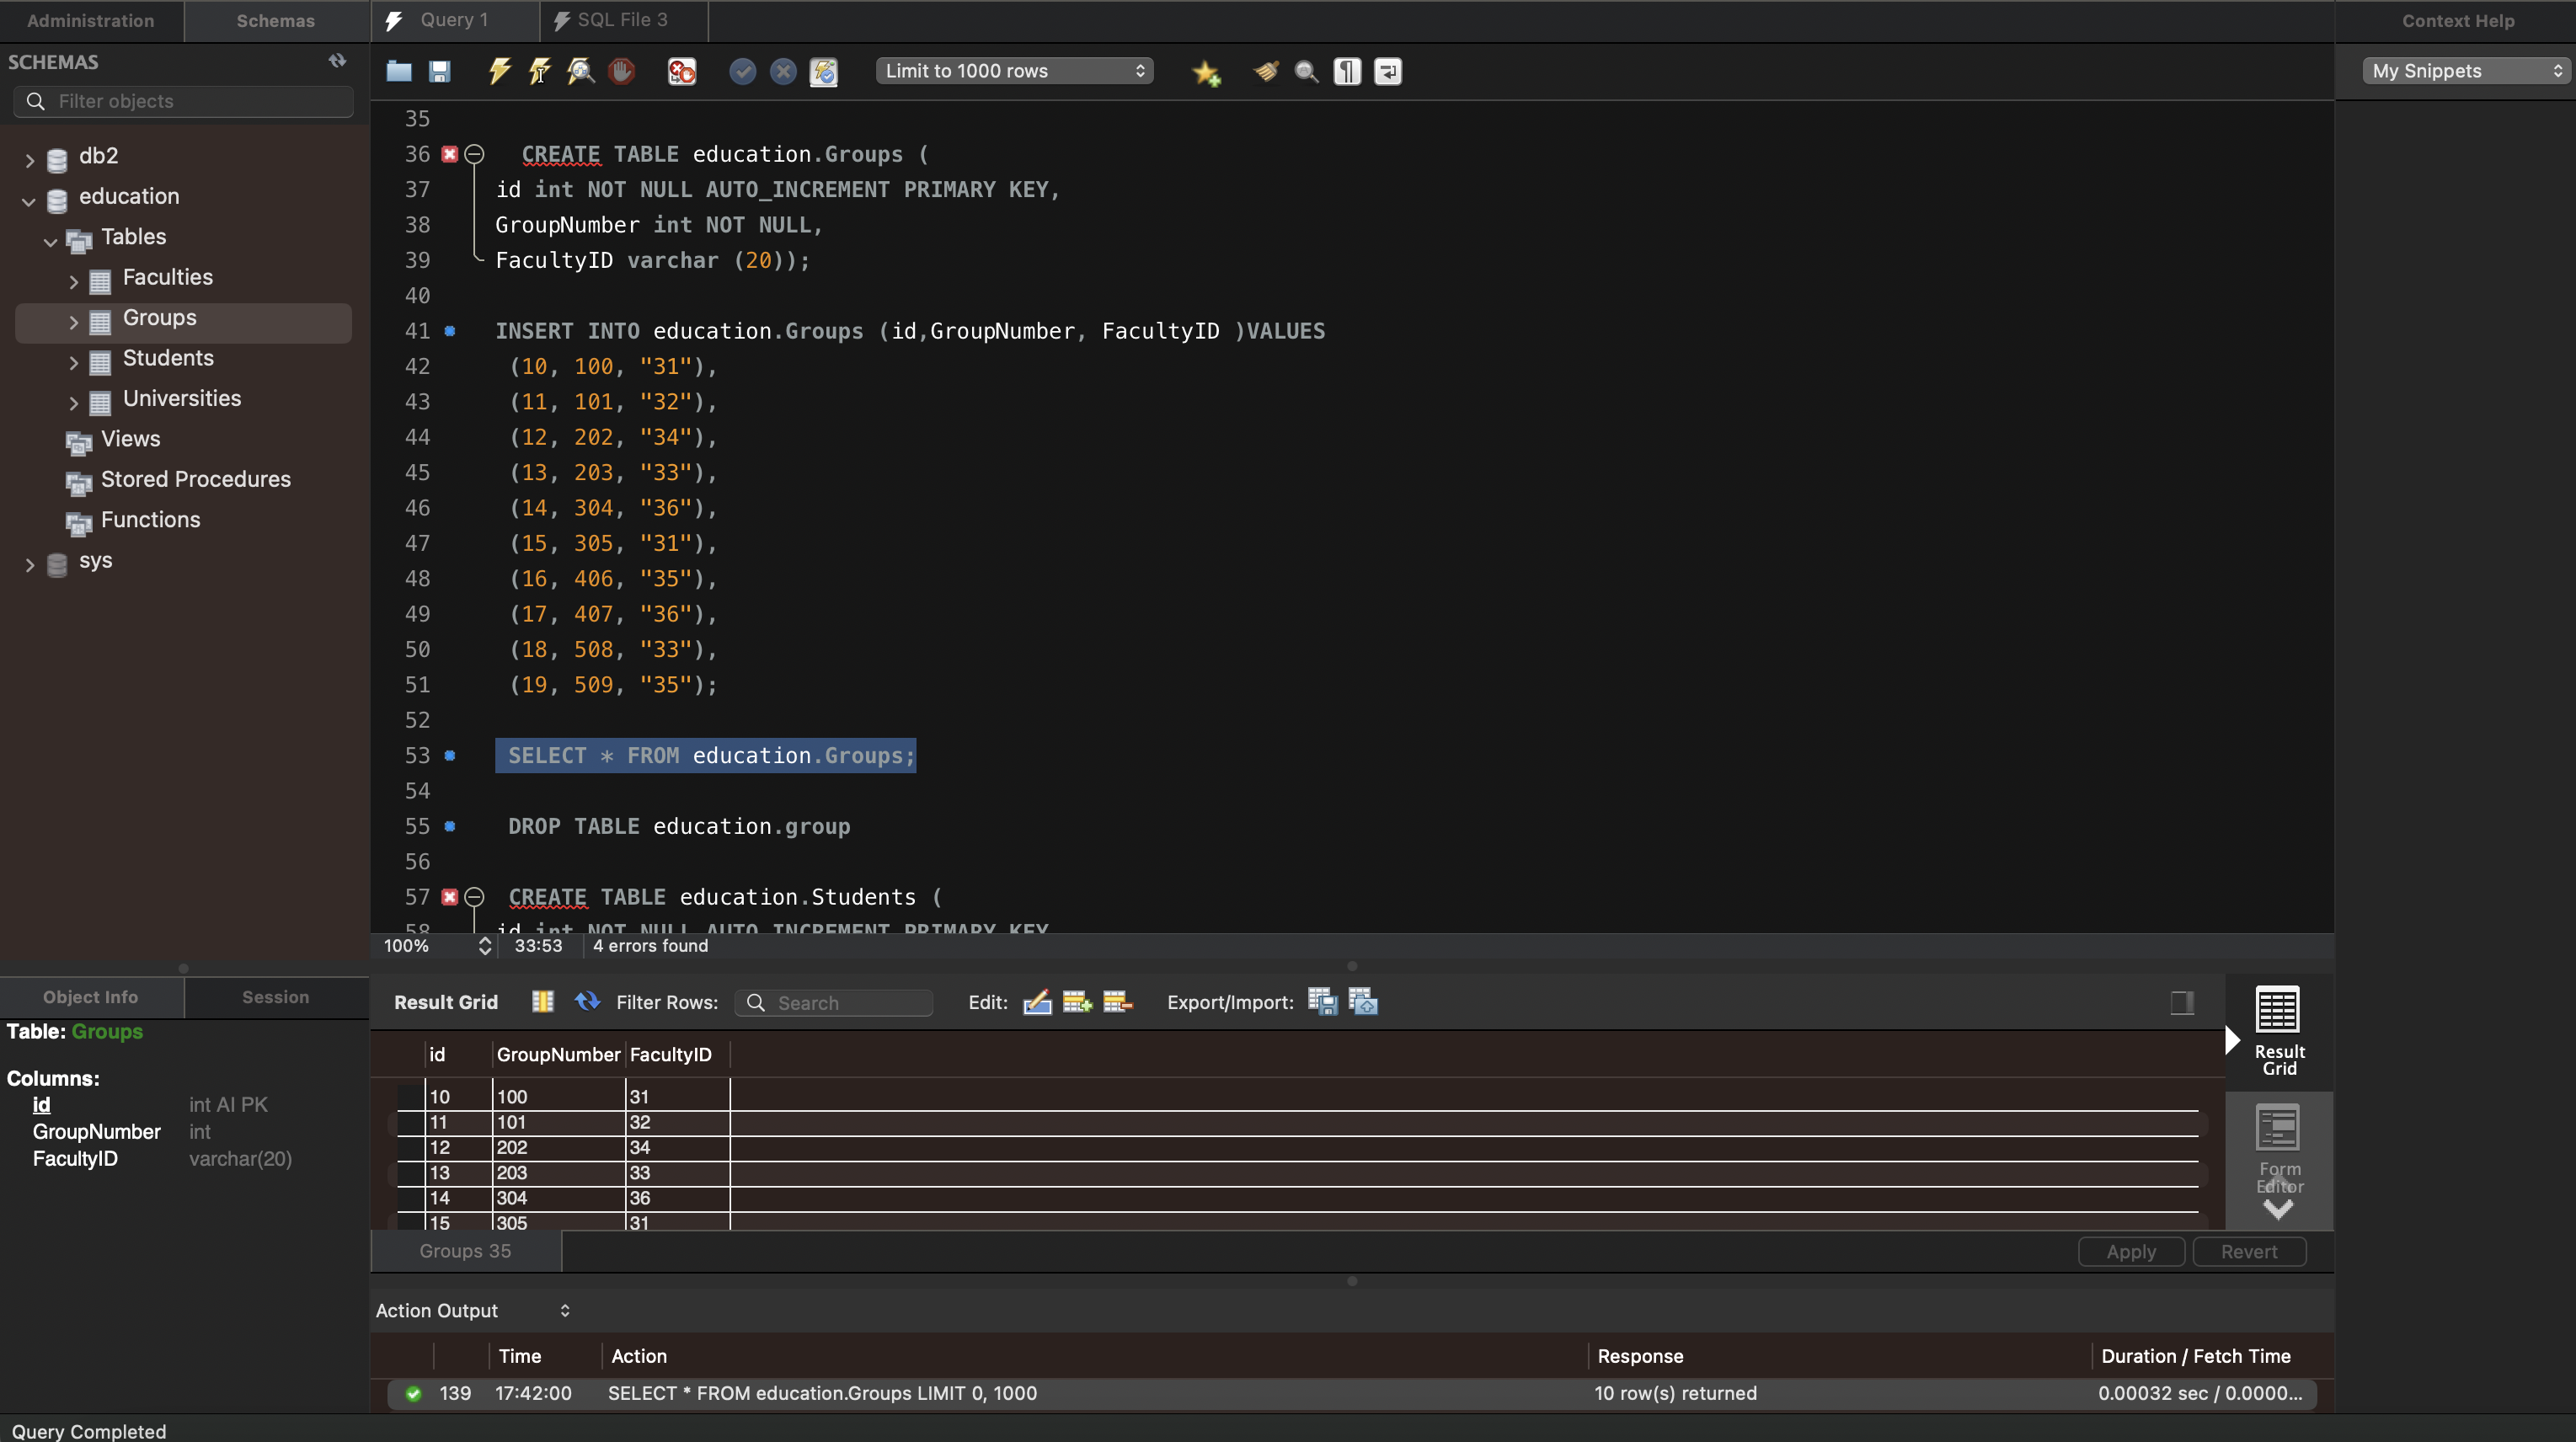 Administration
Schemas
Query 1
SQL File 3
Context Help
SCHEMAS
Filter objects
Limit to 1000 rows
My Snippets
db2
education
Tables
Faculties
Groups
Students
Universities
Views
Stored Procedures
Functions
sys
35
36 CREATE TABLE education.Groups (
37 id int NOT NULL AUTO_INCREMENT PRIMARY KEY,
38 GroupNumber int NOT NULL,
39 FacultyID varchar (20));
40
41 INSERT INTO education.Groups (id,GroupNumber, FacultyID )VALUES
42 (10, 100, "31"),
43 (11, 101, "32"),
44 (12, 202, "34"),
45 (13, 203, "33"),
46 (14, 304, "36"),
47 (15, 305, "31"),
48 (16, 406, "35"),
49 (17, 407, "36"),
50 (18, 508, "33"),
51 (19, 509, "35");
52
53 SELECT * FROM education.Groups;
54
55 DROP TABLE education.group
56
57 CREATE TABLE education.Students (
58 id int NOT NULL AUTO_INCREMENT PRIMARY KEY
100% 33:53 4 errors found
Object Info
Session
Table: Groups
Columns:
id int AI PK
GroupNumber int
FacultyID varchar(20)
Result Grid
Filter Rows:
Search
Edit:
Export/Import:
id GroupNumber FacultyID
10 100 31
11 101 32
12 202 34
13 203 33
14 304 36
15 305 31
Result
Grid
Form
Editor
Groups 35
Apply
Revert
Action Output
Time Action Response Duration / Fetch Time
139 17:42:00 SELECT * FROM education.Groups LIMIT 0, 1000 10 row(s) returned 0.00032 sec / 0.0000...
Query Completed